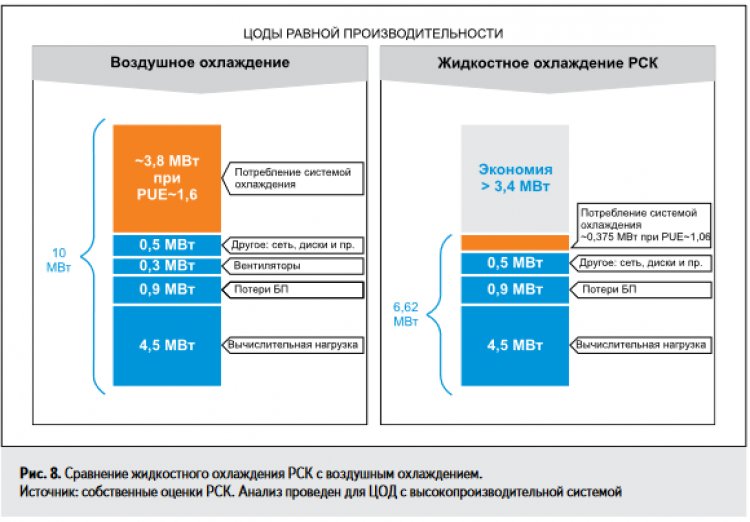 ЦОДЫ РАВНОЙ ПРОИЗВОДИТЕЛЬНОСТИ
Воздушное охлаждение
~3,8 МВт
при
PUE~1,6
Потребление системой
охлаждения
10
МВт
0,5 МВт
Другое: сеть, диски и пр.
0,3 МВт
Вентиляторы
0,9 МВт
Потери БП
4,5 МВт
Вычислительная нагрузка
Жидкостное охлаждение РСК
Экономия
> 3,4 МВт
Потребление системой
охлаждения
~0,375 МВт при PUE~1,06
0,5 МВт
Другое: сеть, диски и пр.
0,9 МВт
Потери БП
6,62
МВт
4,5 МВт
Вычислительная нагрузка
Рис. 8. Сравнение жидкостного охлаждения РСК с воздушным охлаждением.
Источник: собственные оценки РСК. Анализ проведен для ЦОД с высокопроизводительной системой